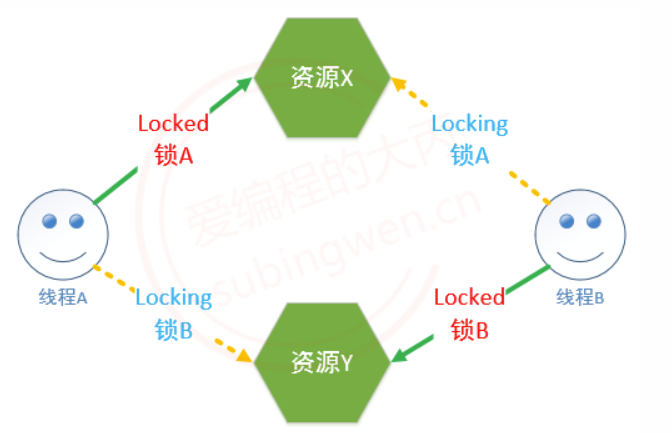 资源X
Locked
锁A
Locking
锁A
线程A
线程B
Locking
锁B
Locked
锁B
资源Y
爱编程的大丙
subingwen.cn